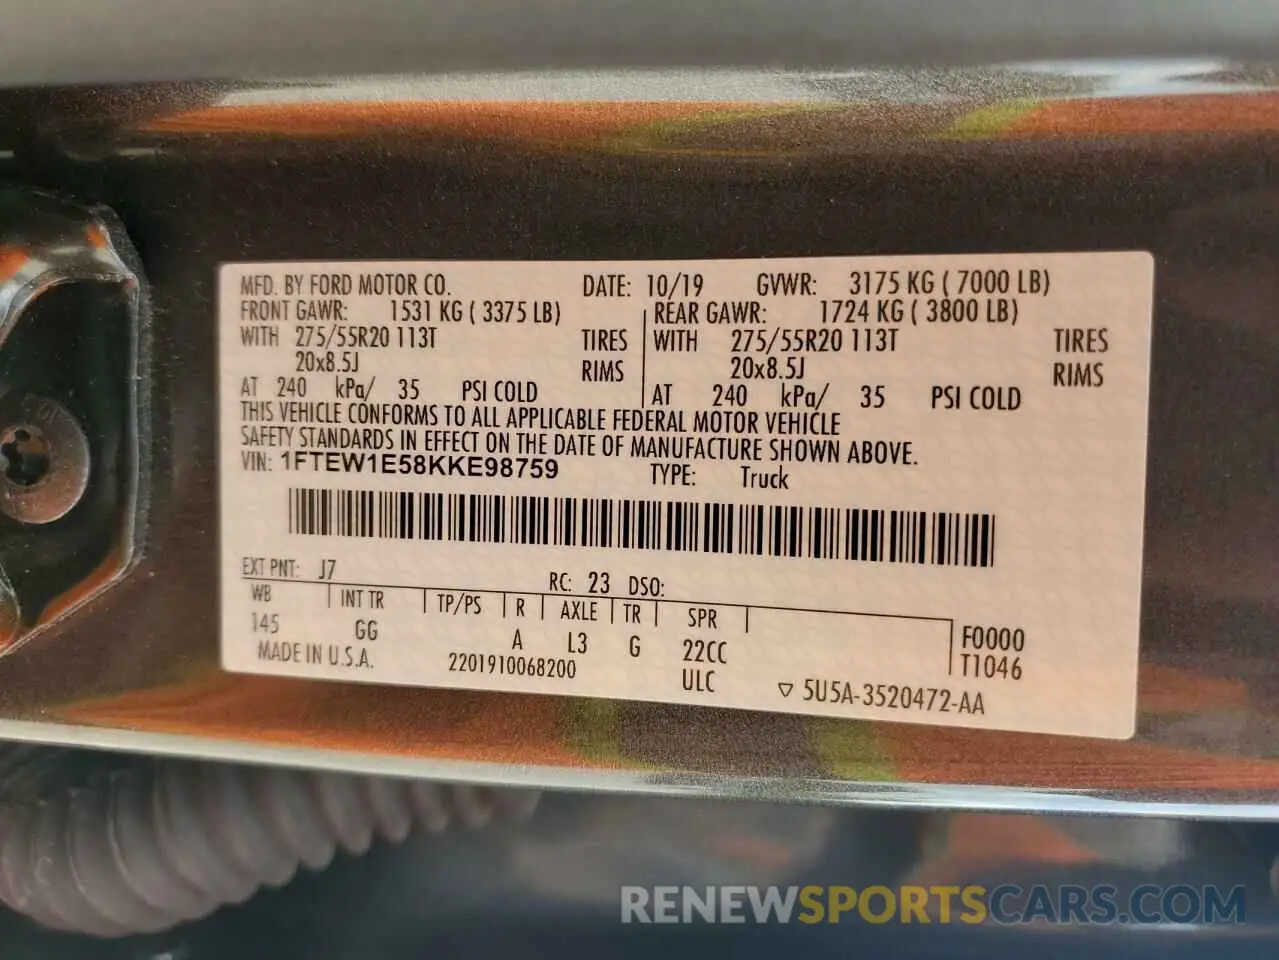 MFD. BY FORD MOTOR CO. DATE: 10/19 GVWR: 3175 KG ( 7000 LB)
FRONT GAWR: 1531 KG ( 3375 LB) REAR GAWR: 1724 KG ( 3800 LB)
WITH 275/55R20 113T TIRES WITH 275/55R20 113T TIRES
20x8.5J RIMS 20x8.5J RIMS
AT 240 kPa/ 35 PSI COLD AT 240 kPa/ 35 PSI COLD
THIS VEHICLE CONFORMS TO ALL APPLICABLE FEDERAL MOTOR VEHICLE
SAFETY STANDARDS IN EFFECT ON THE DATE OF MANUFACTURE SHOWN ABOVE.
VIN: 1FTEW1E58KKE98759 TYPE: Truck
EXT PNT: J7 RC: 23 DSO:
WB INT TR TP/PS R AXLE TR SPR
145 GG A L3 G 22CC F0000
MADE IN U.S.A. 2201910068200 ULC T1046
▽ 5U5A-3520472-AA
RENEWSPORTSCARS.COM